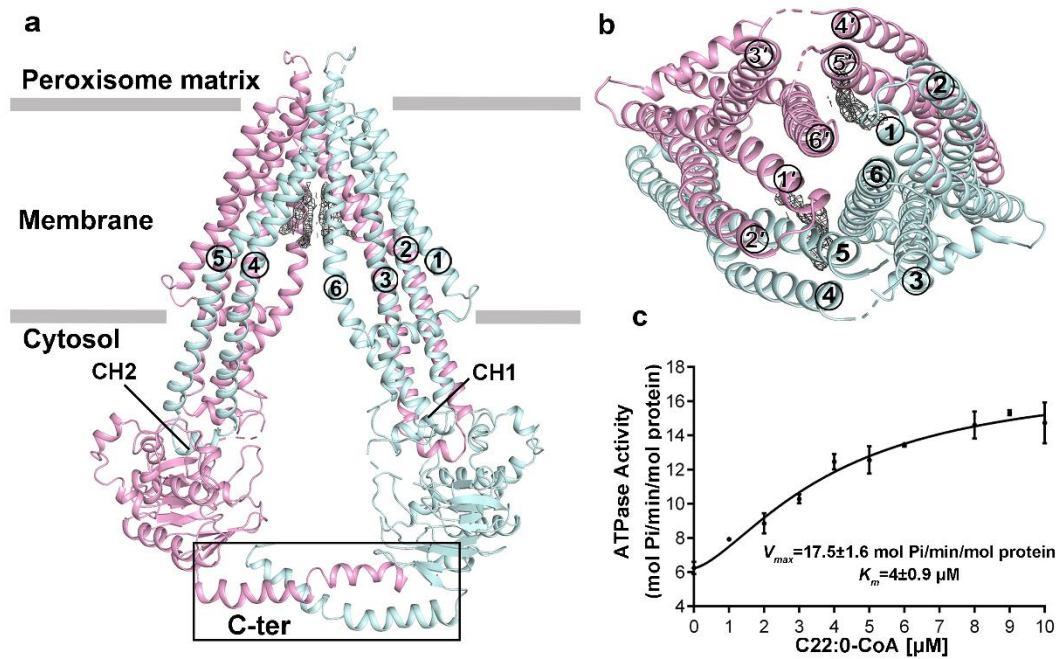 a
Peroxisome matrix
Membrane
5
4
6
3
2
1
Cytosol
CH2
CH1
C-ter
b
4′
3′
5′
2
1
6′
6
1′
2′
5
4
3
c
ATPase Activity
(mol Pi/min/mol protein)
18
16
14
12
10
8
6
4
Vmax=17.5±1.6 mol Pi/min/mol protein
Km=4±0.9 µM
0 1 2 3 4 5 6 7 8 9 10
C22:0-CoA [µM]